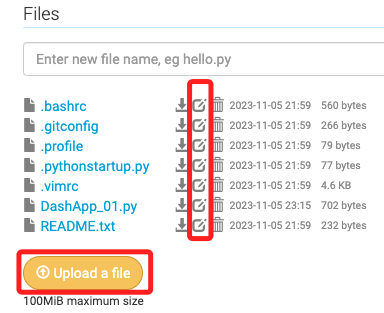 Files
Enter new file name, eg hello.py
.bashrc 2023-11-05 21:59 560 bytes
.gitconfig 2023-11-05 21:59 266 bytes
.profile 2023-11-05 21:59 79 bytes
.pythonstartup.py 2023-11-05 21:59 77 bytes
.vimrc 2023-11-05 21:59 4.6 KB
DashApp_01.py 2023-11-05 23:15 702 bytes
README.txt 2023-11-05 21:59 232 bytes
Upload a file
100MiB maximum size